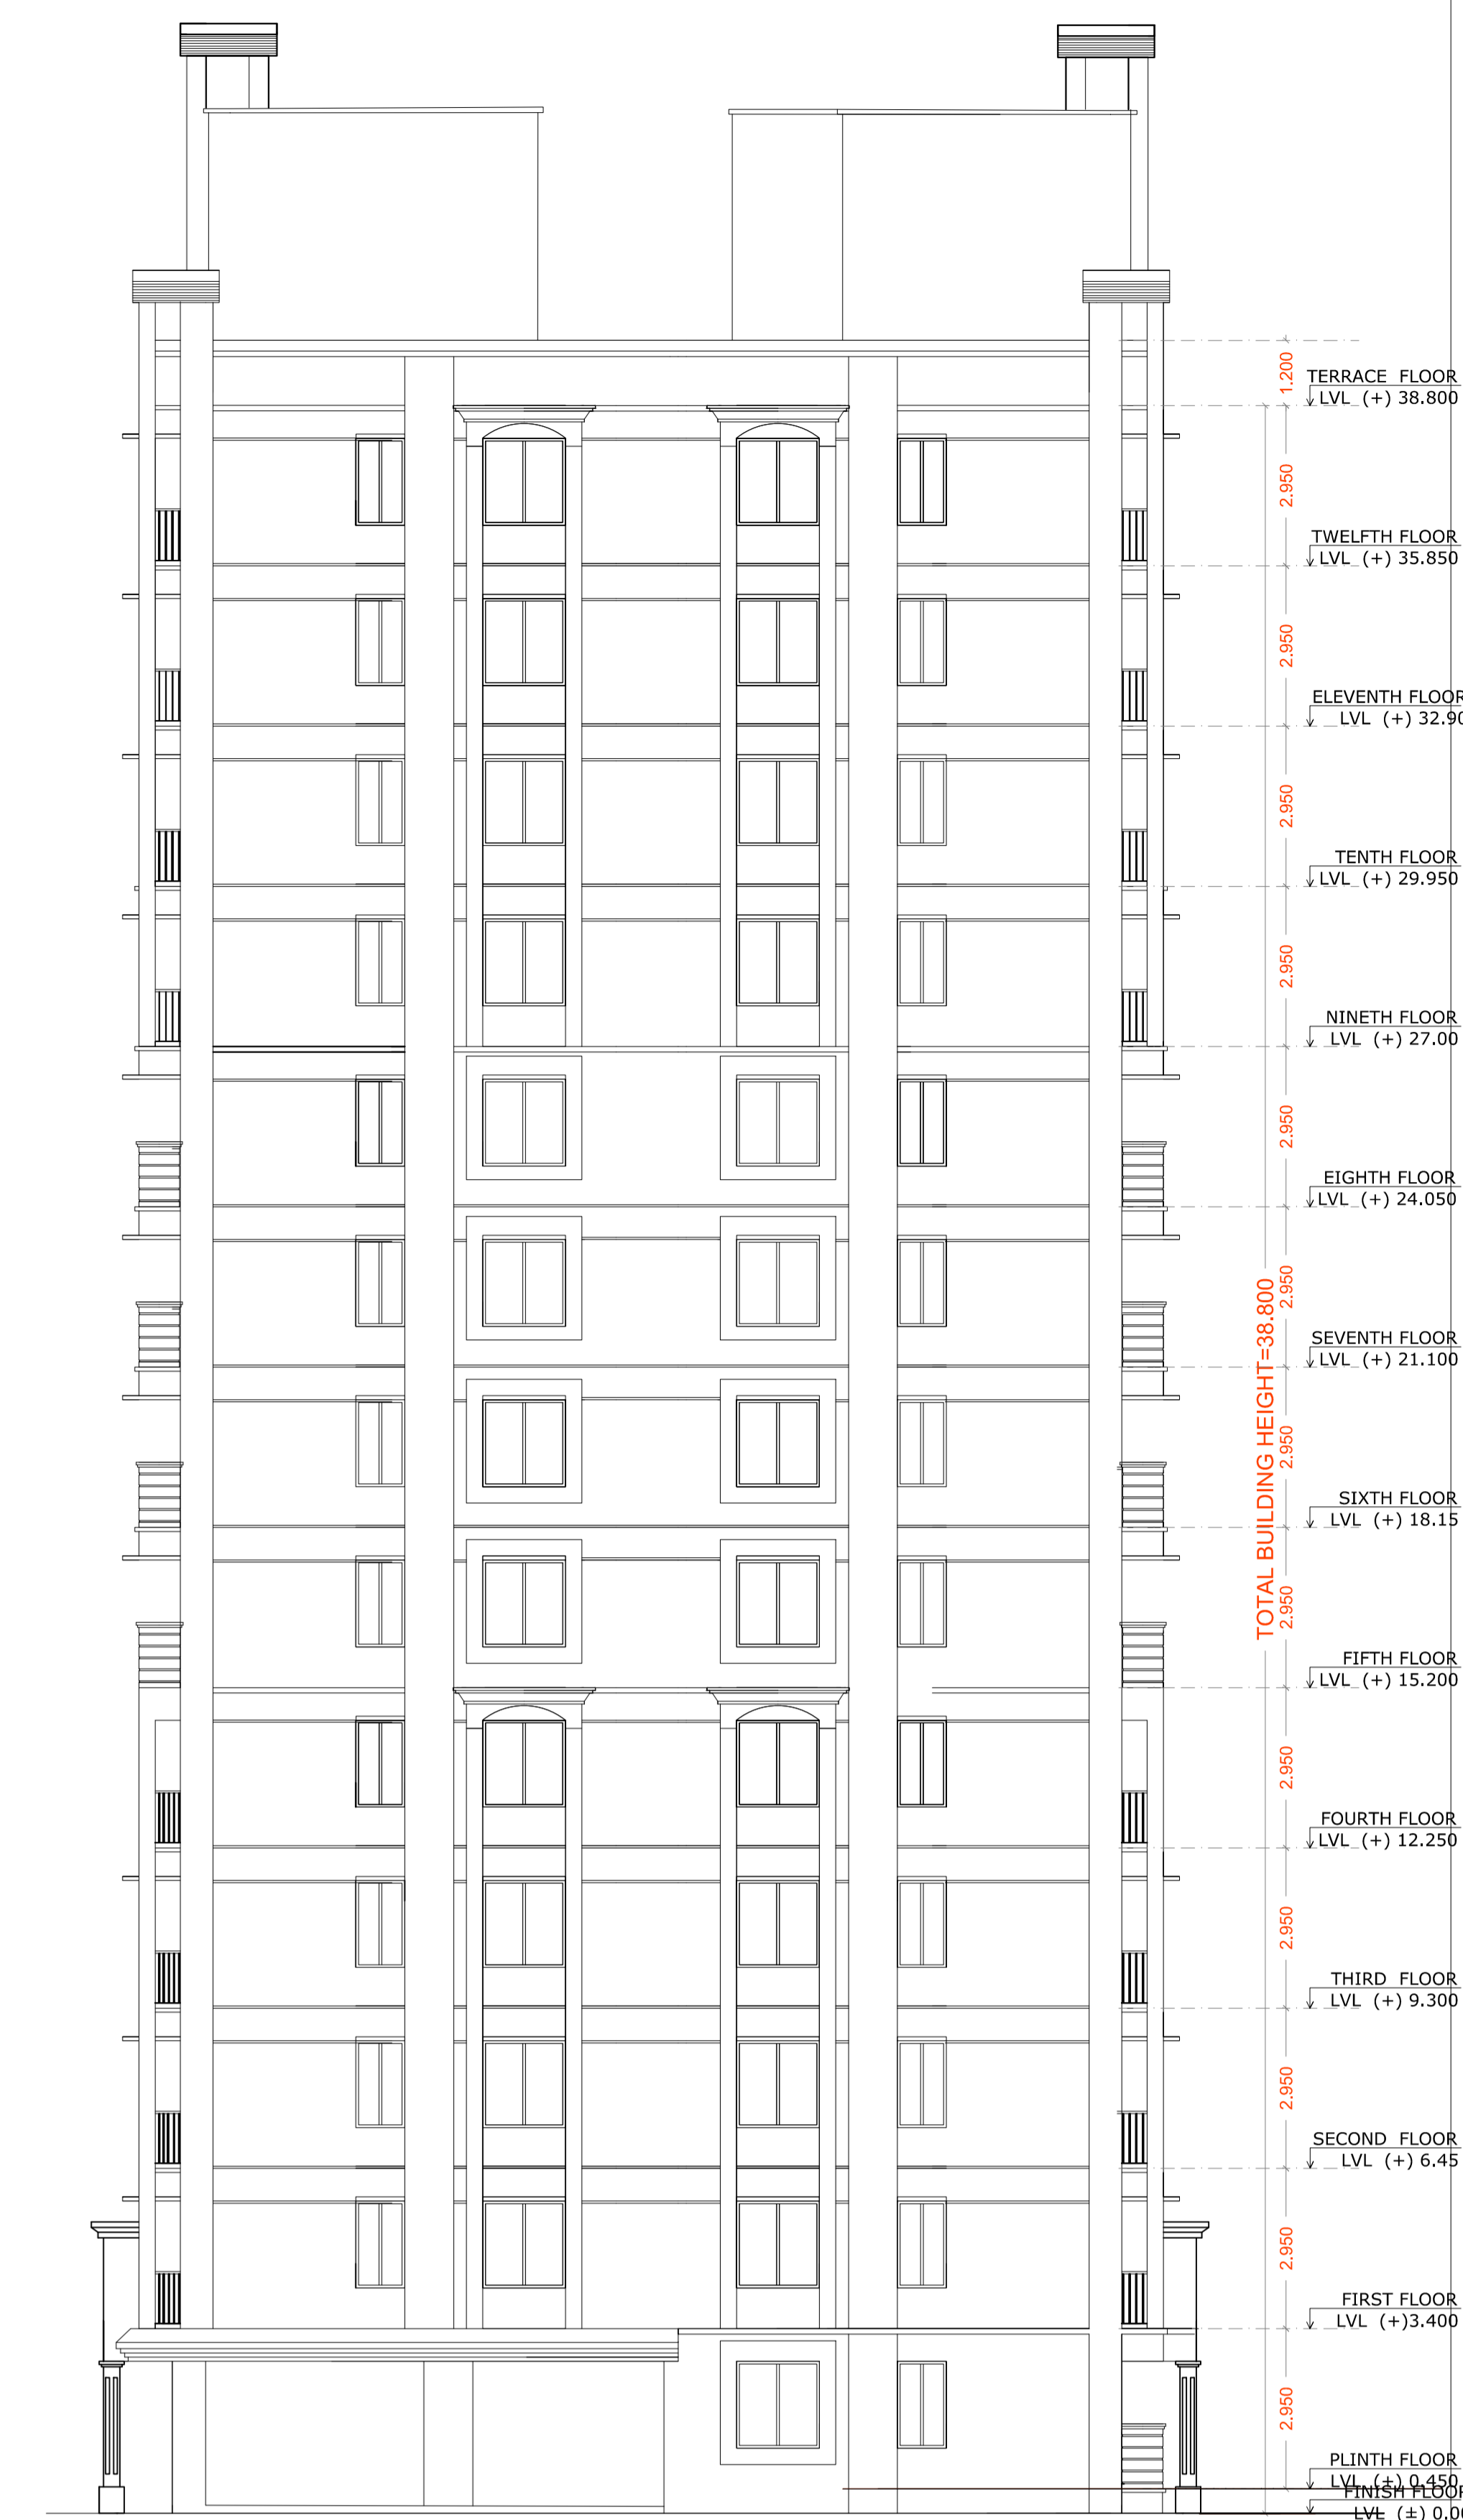 1.200
TERRACE FLOOR
LVL (+) 38.800
2.950
TWELFTH FLOOR
LVL (+) 35.850
2.950
ELEVENTH FLOOR
LVL (+) 32.90
2.950
TENTH FLOOR
LVL (+) 29.950
2.950
NINETH FLOOR
LVL (+) 27.00
2.950
EIGHTH FLOOR
LVL (+) 24.050
2.950
SEVENTH FLOOR
LVL (+) 21.100
TOTAL BUILDING HEIGHT=38.800
2.950
SIXTH FLOOR
LVL (+) 18.15
2.950
FIFTH FLOOR
LVL (+) 15.200
2.950
FOURTH FLOOR
LVL (+) 12.250
2.950
THIRD FLOOR
LVL (+) 9.300
2.950
SECOND FLOOR
LVL (+) 6.45
2.950
FIRST FLOOR
LVL (+)3.400
2.950
PLINTH FLOOR
LVL (+) 0.450
FINISH FLOOR
LVL (±) 0.00